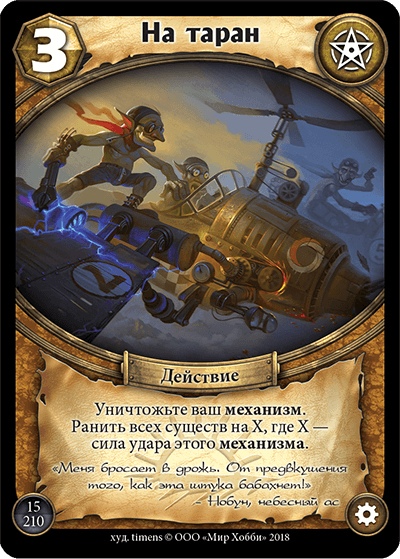 3
На таран
Действие
Уничтожьте ваш механизм.
Ранить всех существ на X, где X —
сила удара этого механизма.
«Меня бросает в дрожь. От предвкушения
того, как эта штука бабахнет!»
- Нобун, небесный ас
15
210
худ. timens © ООО «Мир Хобби» 2018